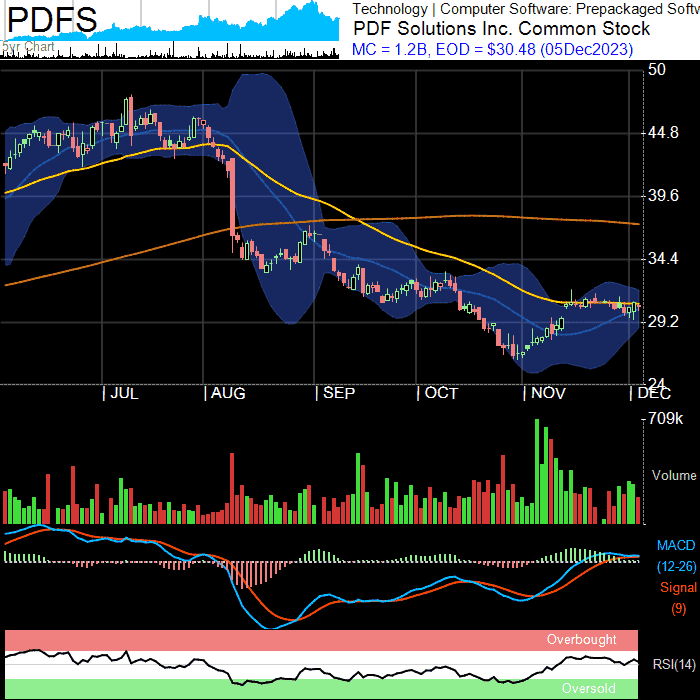 PDFS
5yr Chart
Technology | Computer Software: Prepackaged Softw
PDF Solutions Inc. Common Stock
MC = 1.2B, EOD = $30.48 (05Dec2023)
50
44.8
39.6
34.4
29.2
24
JUL AUG SEP OCT NOV DEC
709k
Volume
MACD
(12-26)
Signal
(9)
Overbought
RSI(14)
Oversold